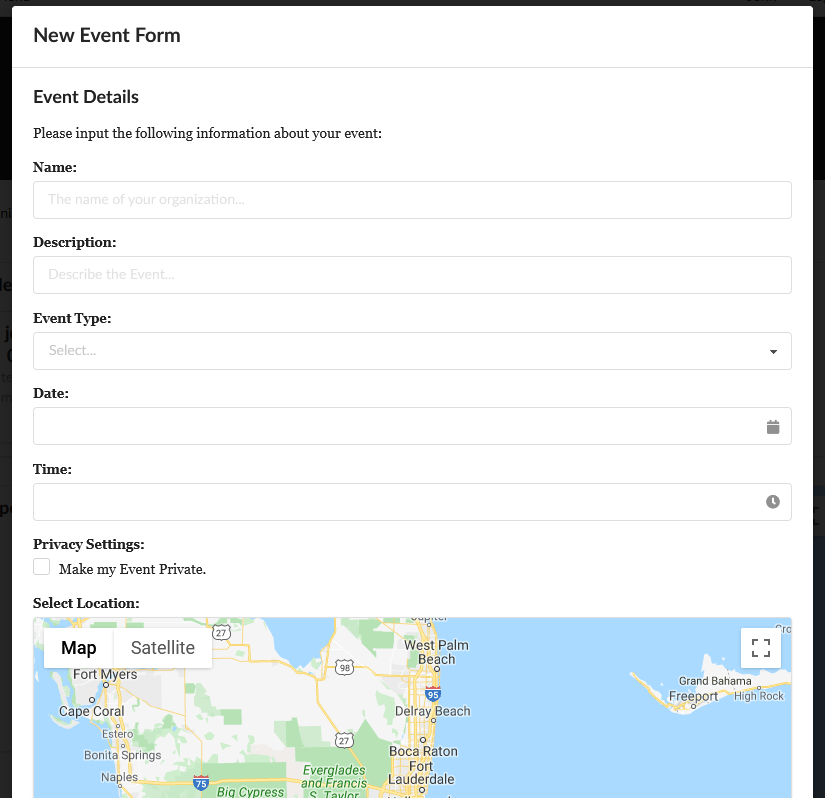 New Event Form
Event Details
Please input the following information about your event:
Name:
The name of your organization...
Description:
Describe the Event...
Event Type:
Select...
Date:
Time:
Privacy Settings:
Make my Event Private.
Select Location:
Map
Satellite
27
98
West Palm
Beach
Fort Myers
95
Grand Bahama
Freeport
High Rock
Cape Coral
Delray Beach
Estero
27
Bonita Springs
Boca Raton
Naples
75
Fort
Lauderdale
Everglades
and Francis
S. Taylor
Big Cypress